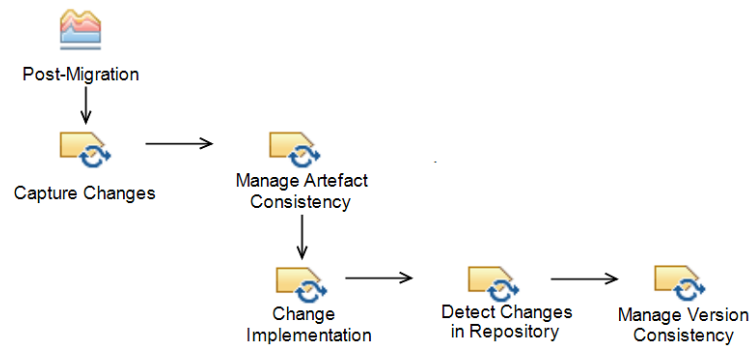 Post-Migration
Capture Changes
Manage Artefact
Consistency
Change
Implementation
Detect Changes
in Repository
Manage Version
Consistency